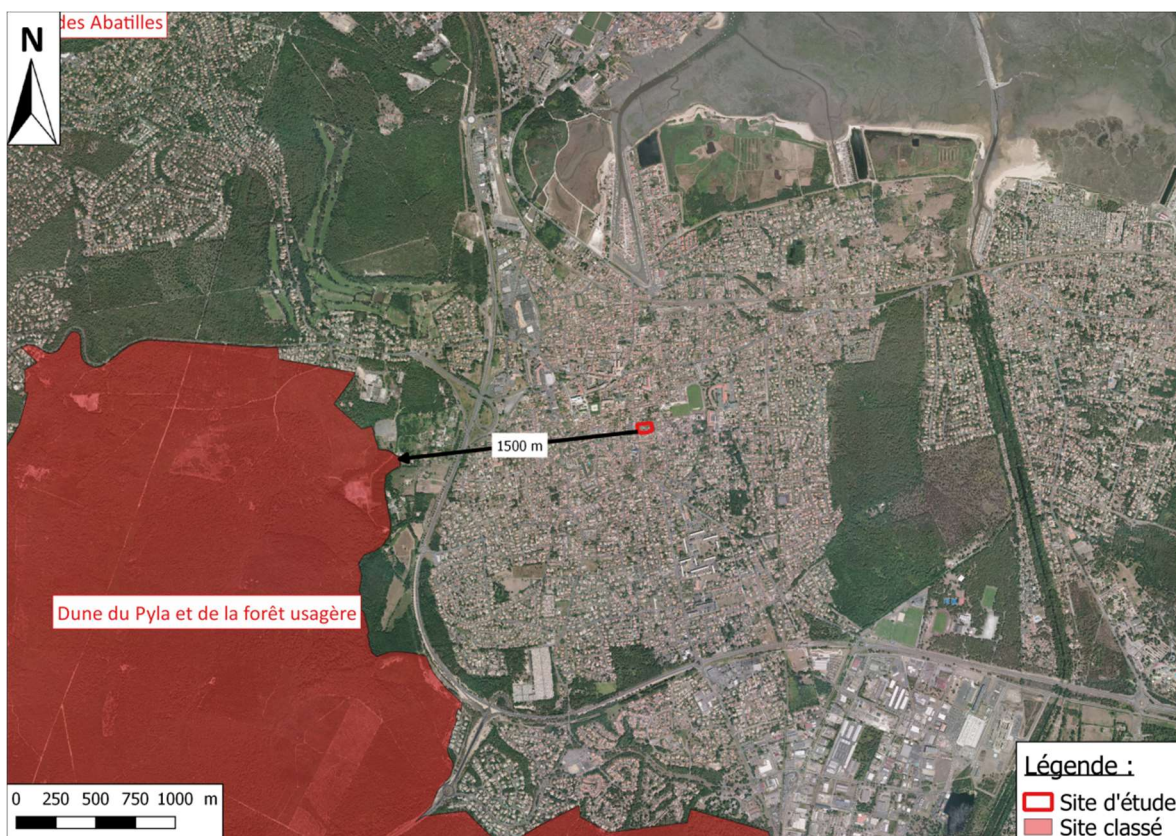 des Abatilles
N
1500 m
Dune du Pyla et de la forêt usagère
0 250 500 750 1000 m
Légende :
Site d'étude
Site classé